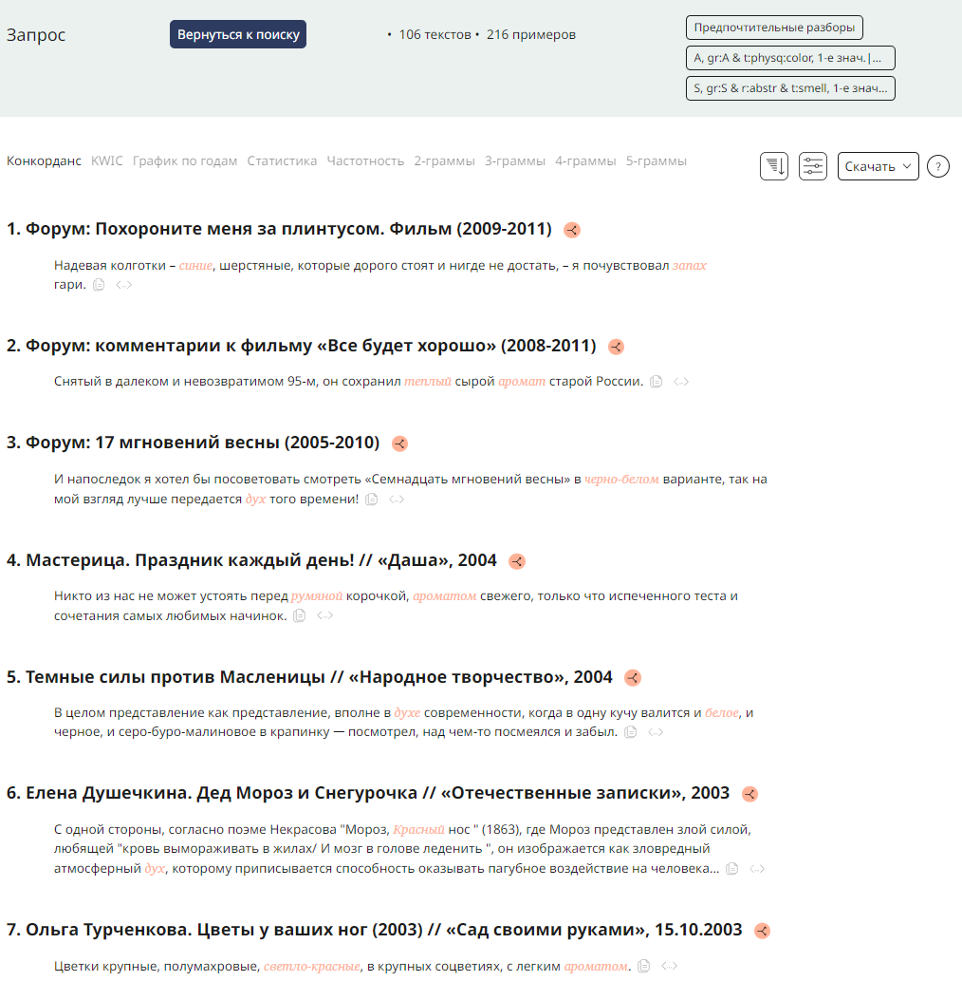 Запрос
Вернуться к поиску
• 106 текстов • 216 примеров
Предпочтительные разборы
A, gr:A & t:physq:color, 1-е знач.|...
S, gr:S & r:abstr & t:smell, 1-е знач...
Конкорданс KWIC График по годам Статистика Частотность 2-граммы 3-граммы 4-граммы 5-граммы
Скачать
?
1. Форум: Похороните меня за плинтусом. Фильм (2009-2011)
Надевая колготки – синие, шерстяные, которые дорого стоят и нигде не достать, – я почувствовал запах
гари.
2. Форум: комментарии к фильму «Все будет хорошо» (2008-2011)
Снятый в далеком и невозвратимом 95-м, он сохранил теплый сырой аромат старой России.
3. Форум: 17 мгновений весны (2005-2010)
И напоследок я хотел бы посоветовать смотреть «Семнадцать мгновений весны» в черно-белом варианте, так на
мой взгляд лучше передается дух того времени!
4. Мастерица. Праздник каждый день! // «Даша», 2004
Никто из нас не может устоять перед румяной корочкой, ароматом свежего, только что испеченного теста и
сочетания самых любимых начинок.
5. Темные силы против Масленицы // «Народное творчество», 2004
В целом представление как представление, вполне в духе современности, когда в одну кучу валится и белое, и
черное, и серо-буро-малиновое в крапинку — посмотрел, над чем-то посмеялся и забыл.
6. Елена Душечкина. Дед Мороз и Снегурочка // «Отечественные записки», 2003
С одной стороны, согласно поэме Некрасова "Мороз, Красный нос " (1863), где Мороз представлен злой силой,
любящей "кровь вымораживать в жилах/ И мозг в голове леденить ", он изображается как зловредный
атмосферный дух, которому приписывается способность оказывать пагубное воздействие на человека...
7. Ольга Турченкова. Цветы у ваших ног (2003) // «Сад своими руками», 15.10.2003
Цветки крупные, полумахровые, светло-красные, в крупных соцветиях, с легким ароматом.